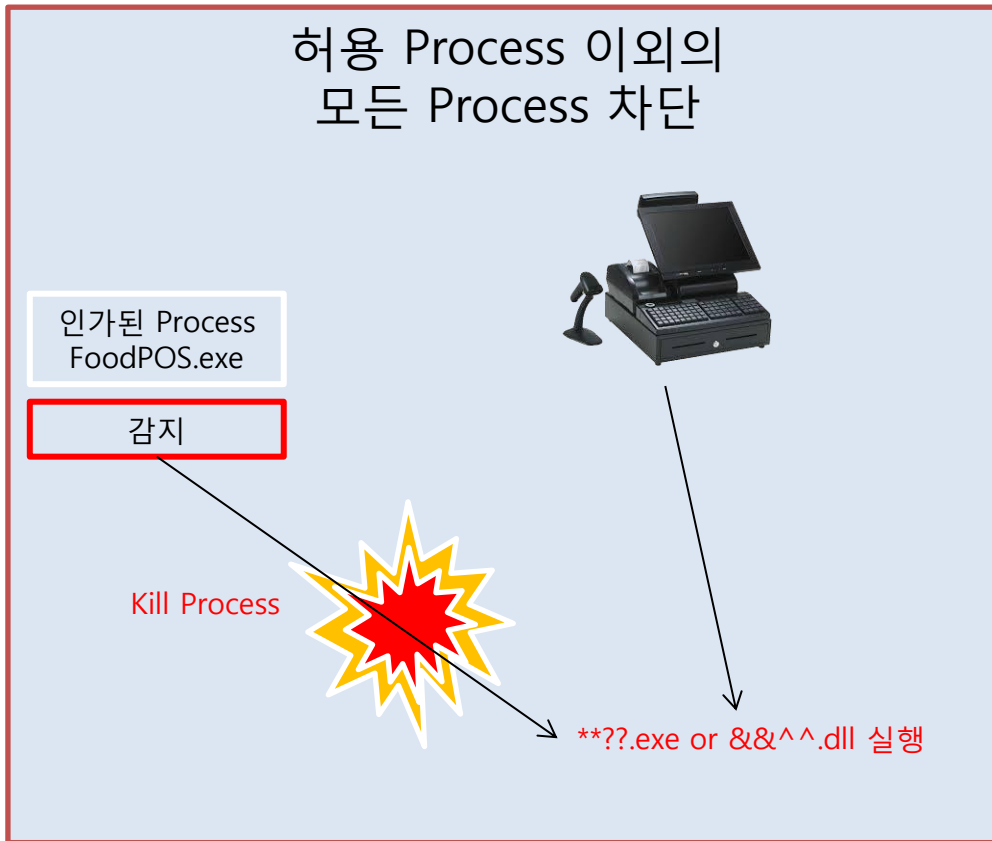 허용 Process 이외의
모든 Process 차단
인가된 Process
FoodPOS.exe
감지
Kill Process
**??.exe or &&^^.dll 실행